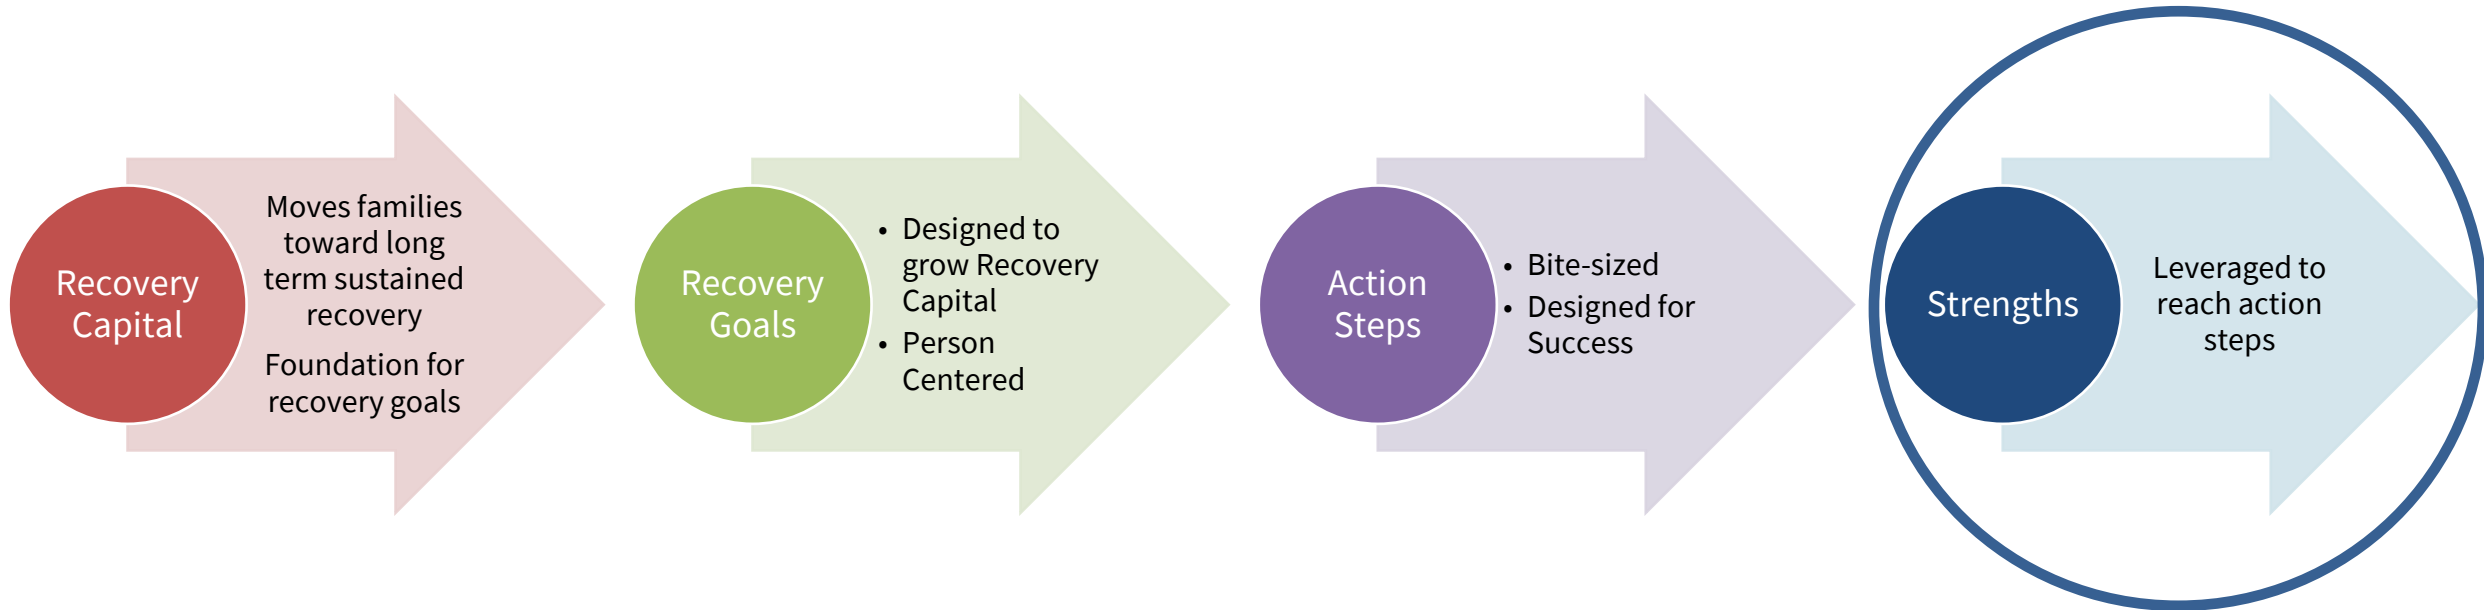 Recovery
Capital
Moves families
toward long
term sustained
recovery
Foundation for
recovery goals
Recovery
Goals
• Designed to
grow Recovery
Capital
• Person
Centered
Action
Steps
• Bite-sized
• Designed for
Success
Strengths
Leveraged to
reach action
steps